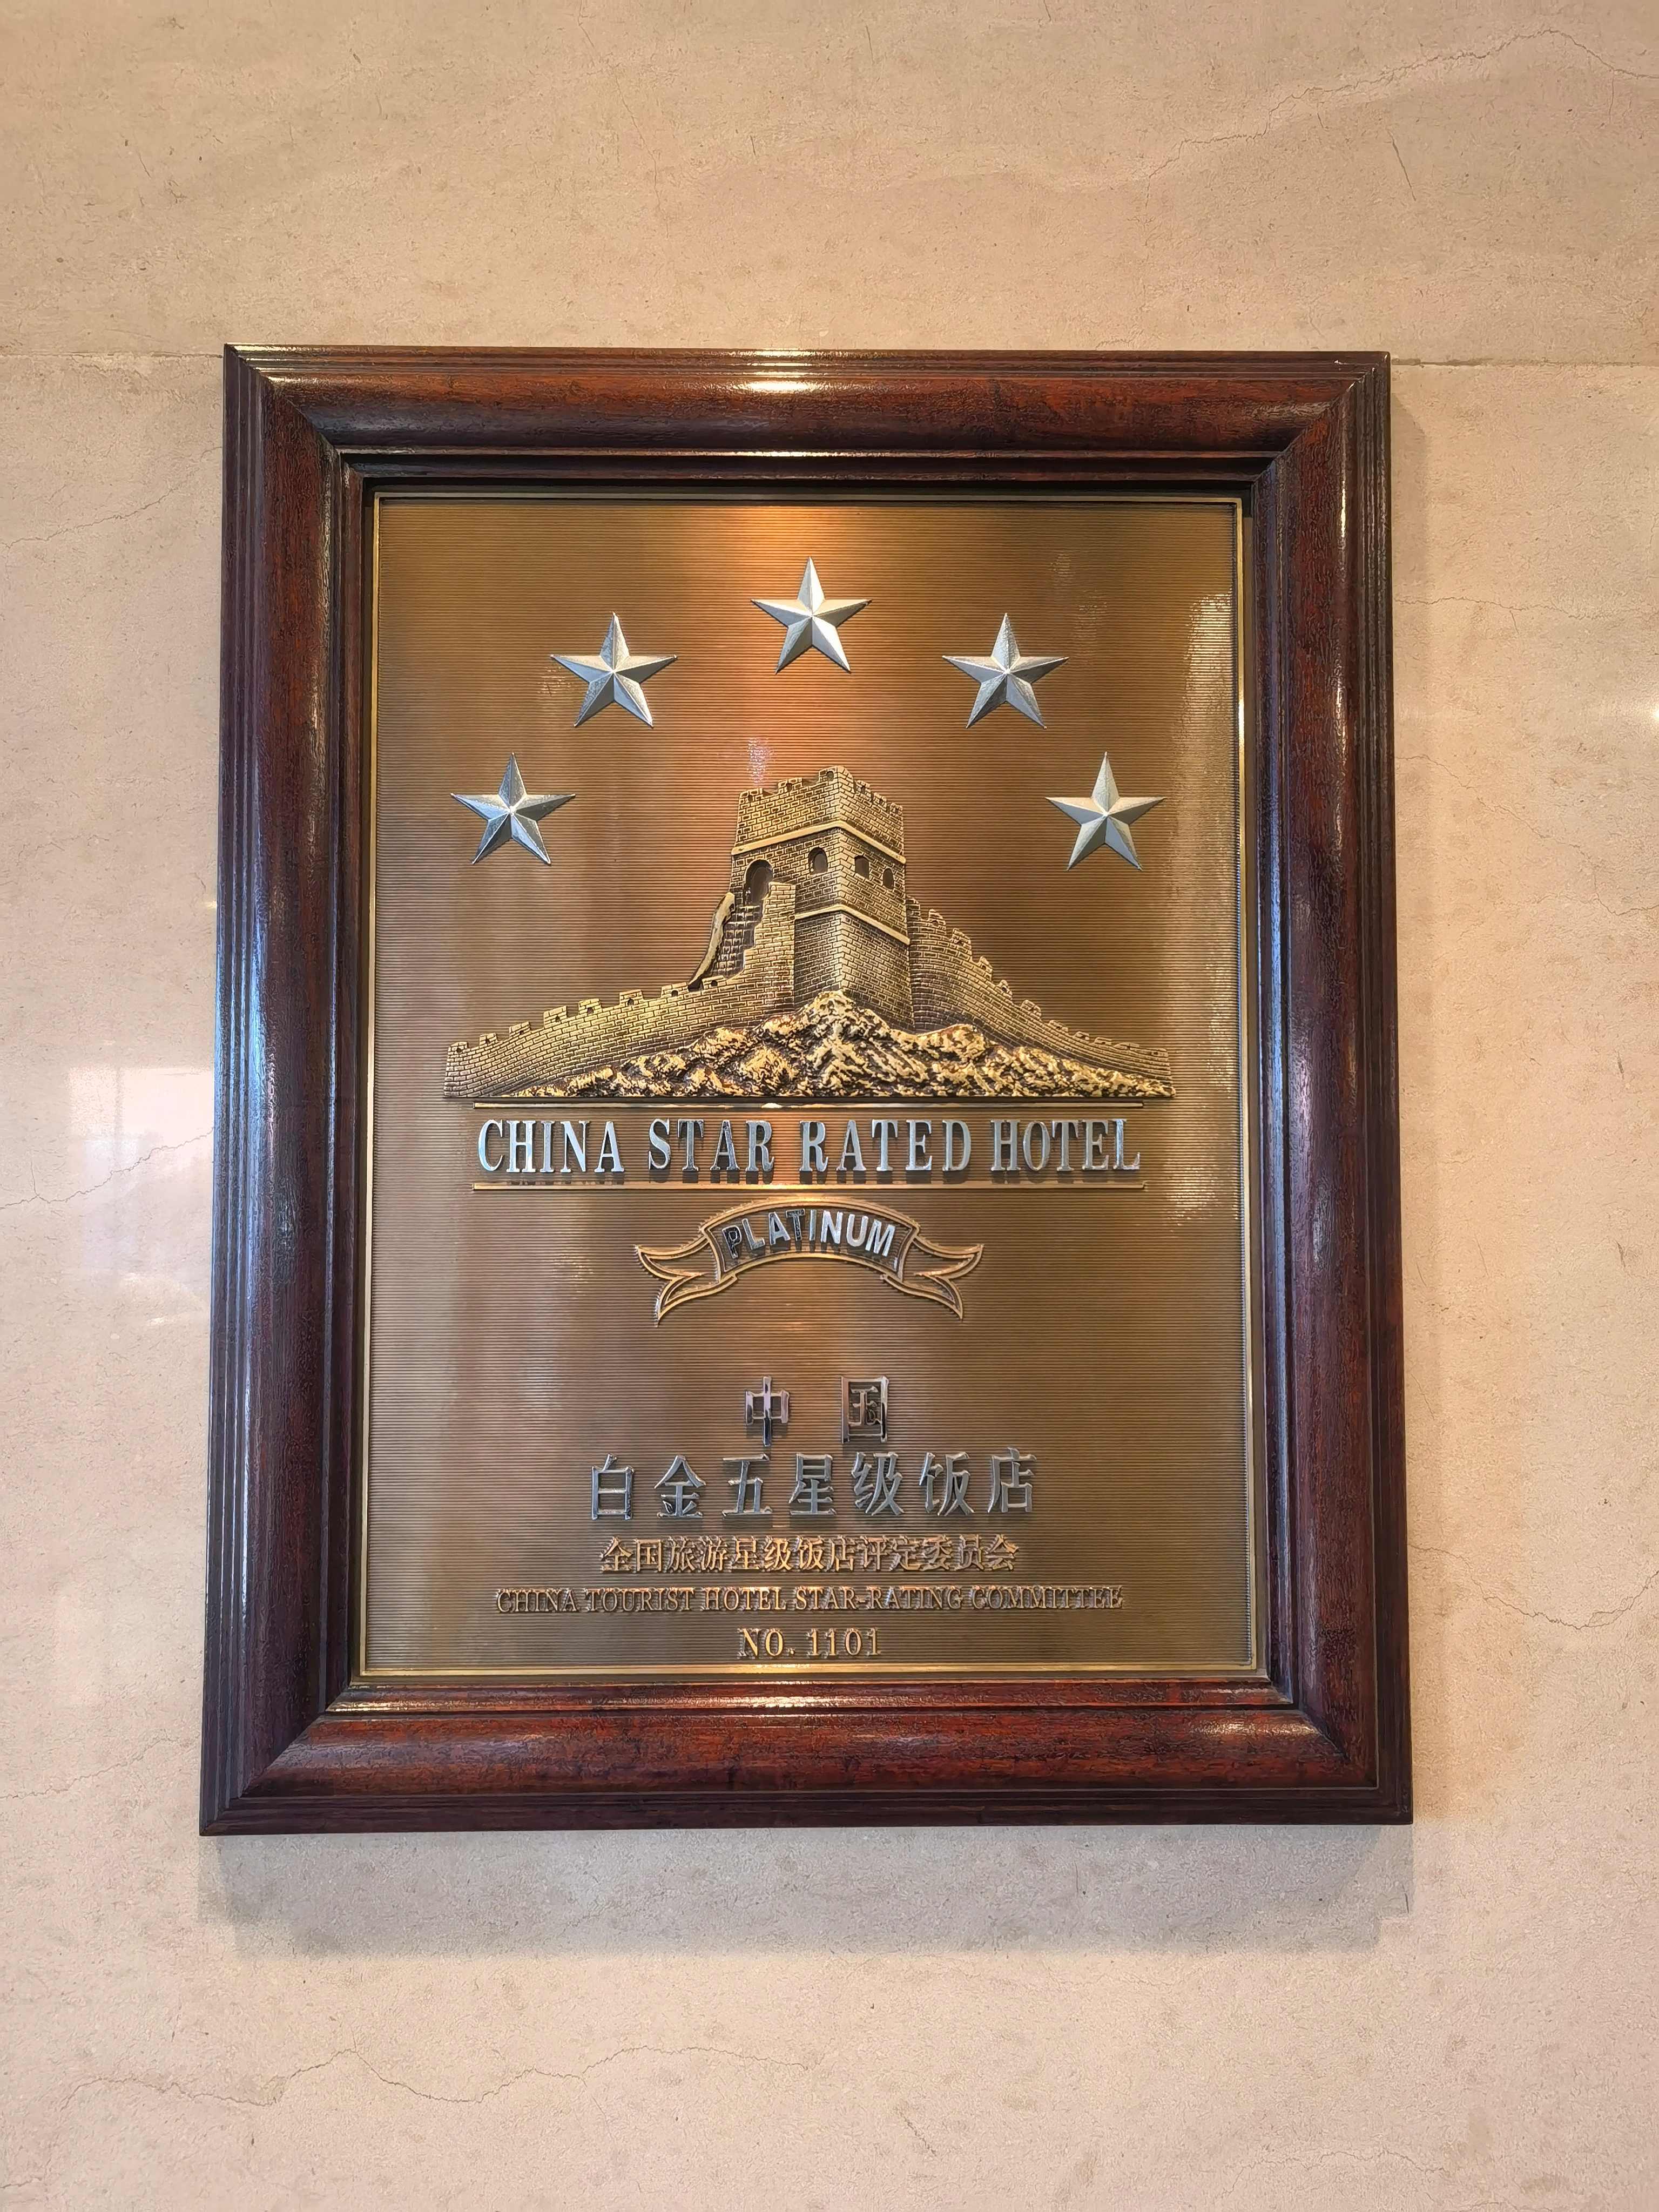 CHINA STAR RATED HOTEL
PLATINUM
中国
白金五星级饭店
全国旅游星级饭店评定委员会
CHINA TOURIST HOTEL STAR-RATING COMMITTEE
NO. 1101